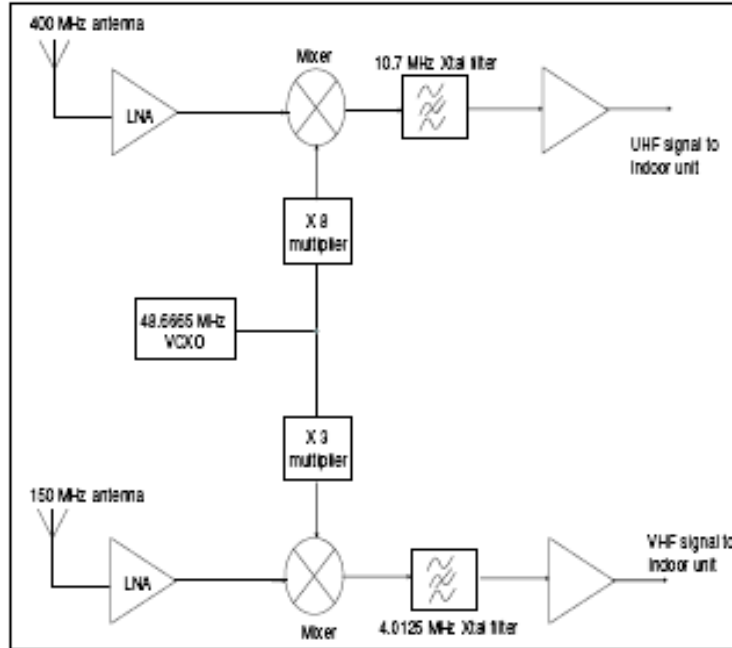 400 MHz antenna
Mixer
10.7 MHz Xtal filter
LNA
UHF signal to
Indoor unit
X 8
multiplier
48.6665 MHz
VCXO
X 3
multiplier
150 MHz antenna
LNA
VHF signal to
Indoor unit
Mixer
4.0125 MHz Xtal filter